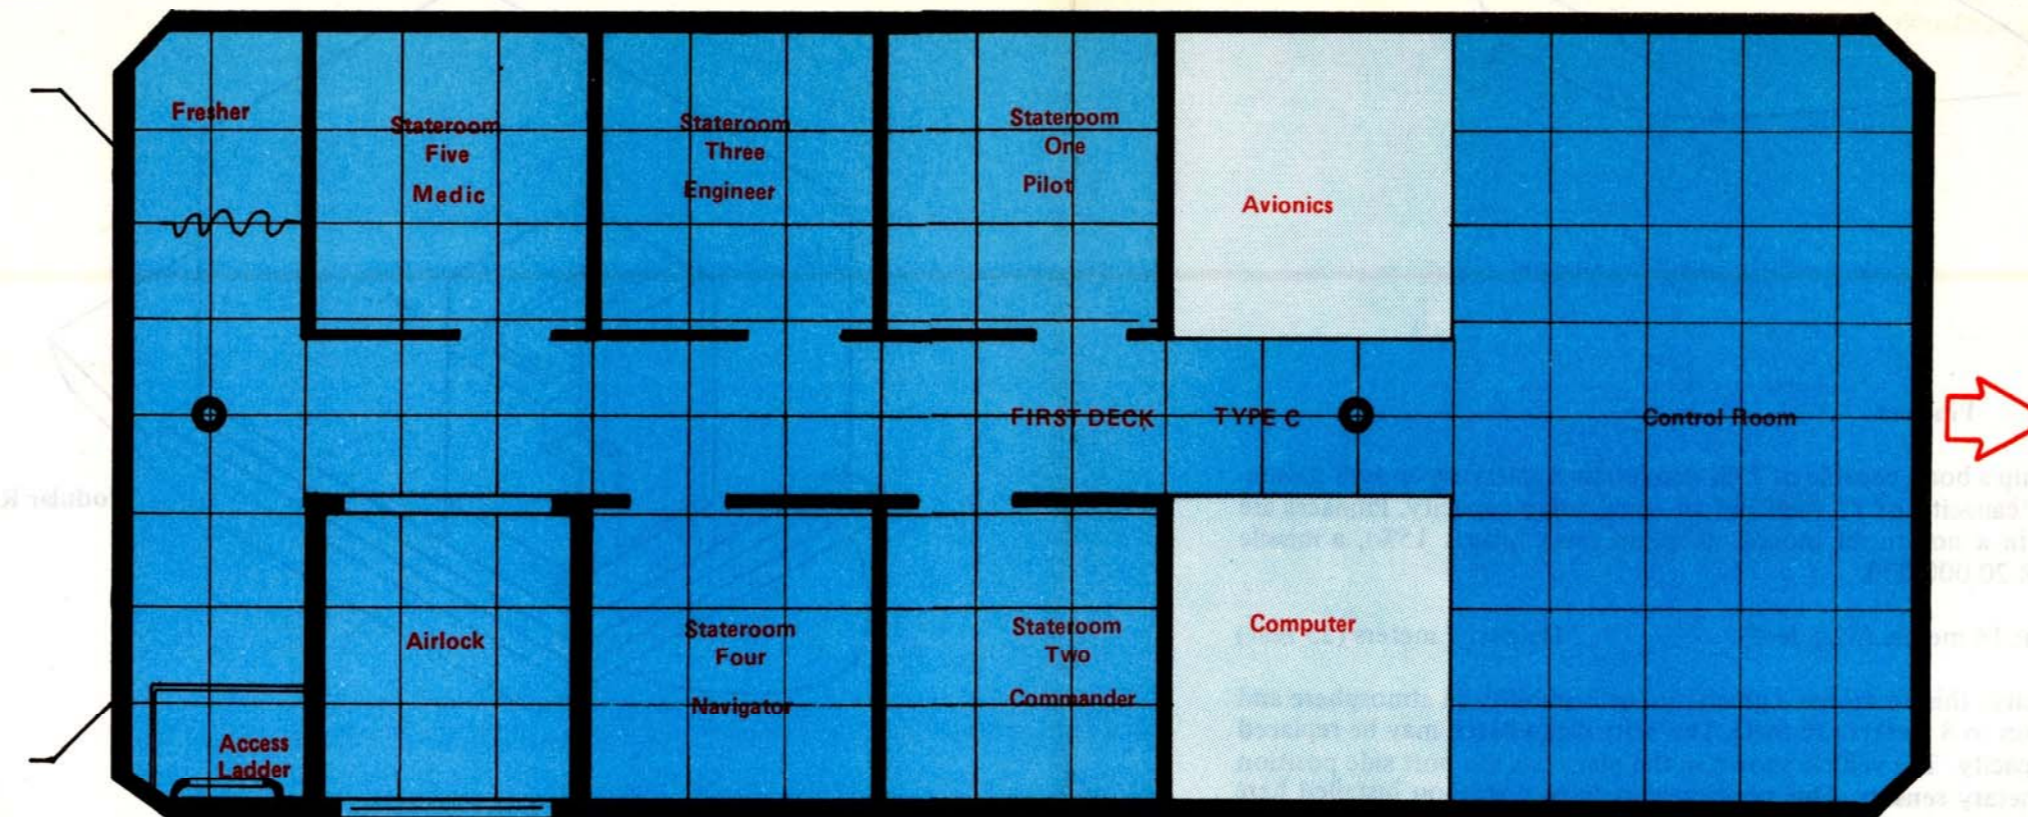 Fresher
Stateroom
Five
Medic
Stateroom
Three
Engineer
Stateroom
One
Pilot
Avionics
FIRST DECK TYPE C
Control Room
Airlock
Stateroom
Four
Navigator
Stateroom
Two
Commander
Computer
Access
Ladder